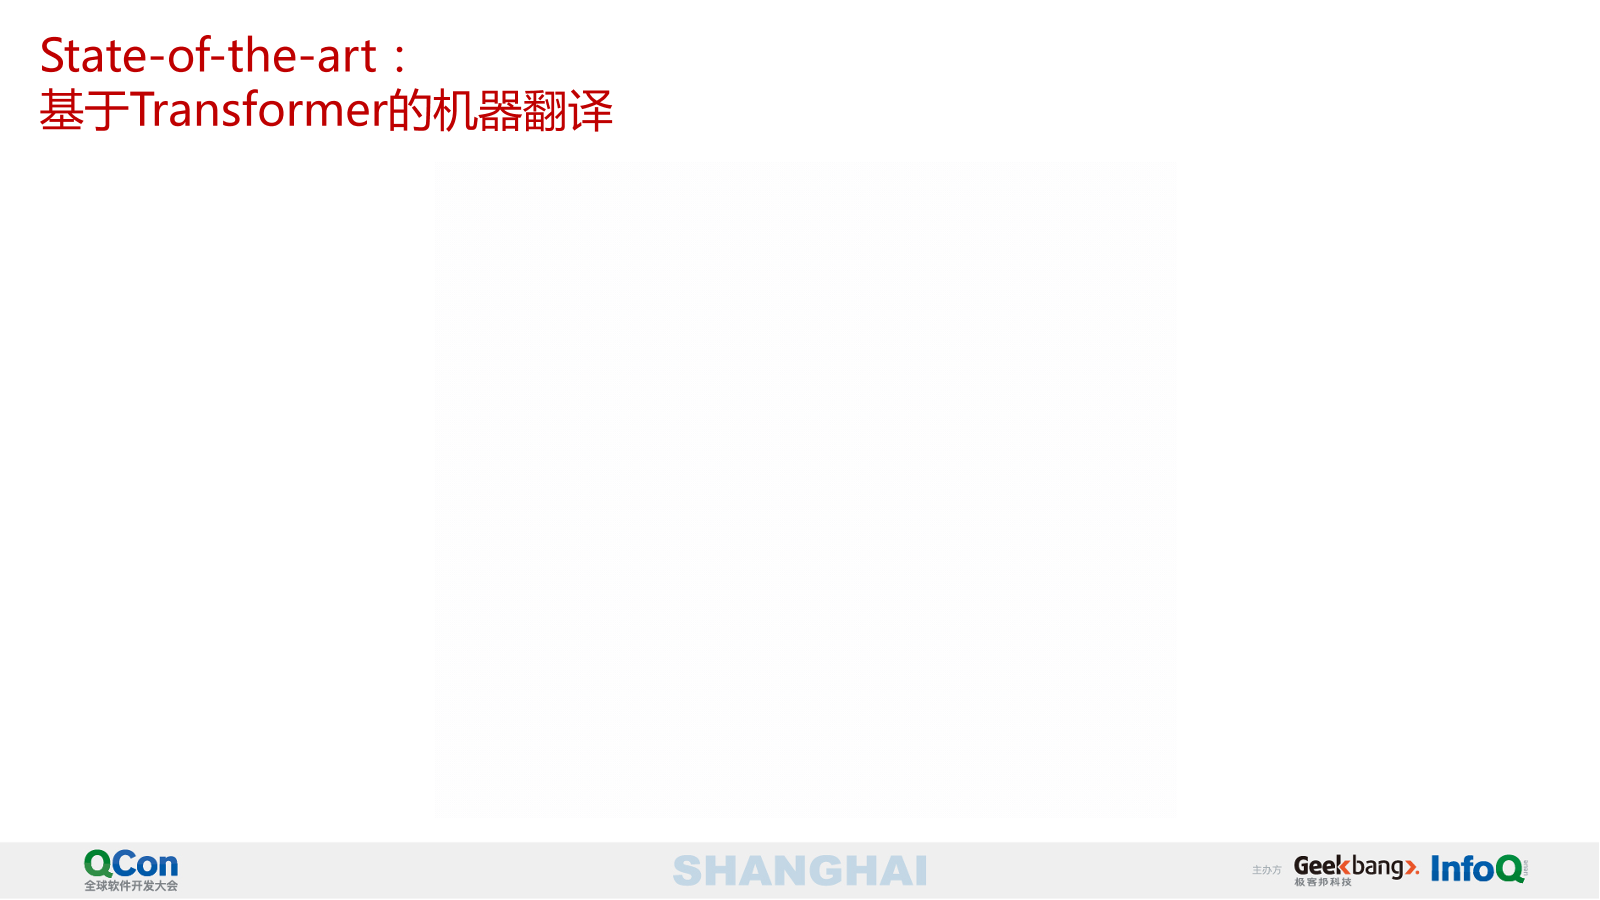 State-of-the-art：
基于Transformer的机器翻译
QCon
全球软件开发大会
SHANGHAI
主办方
Geekbang
极客邦科技
InfoQ